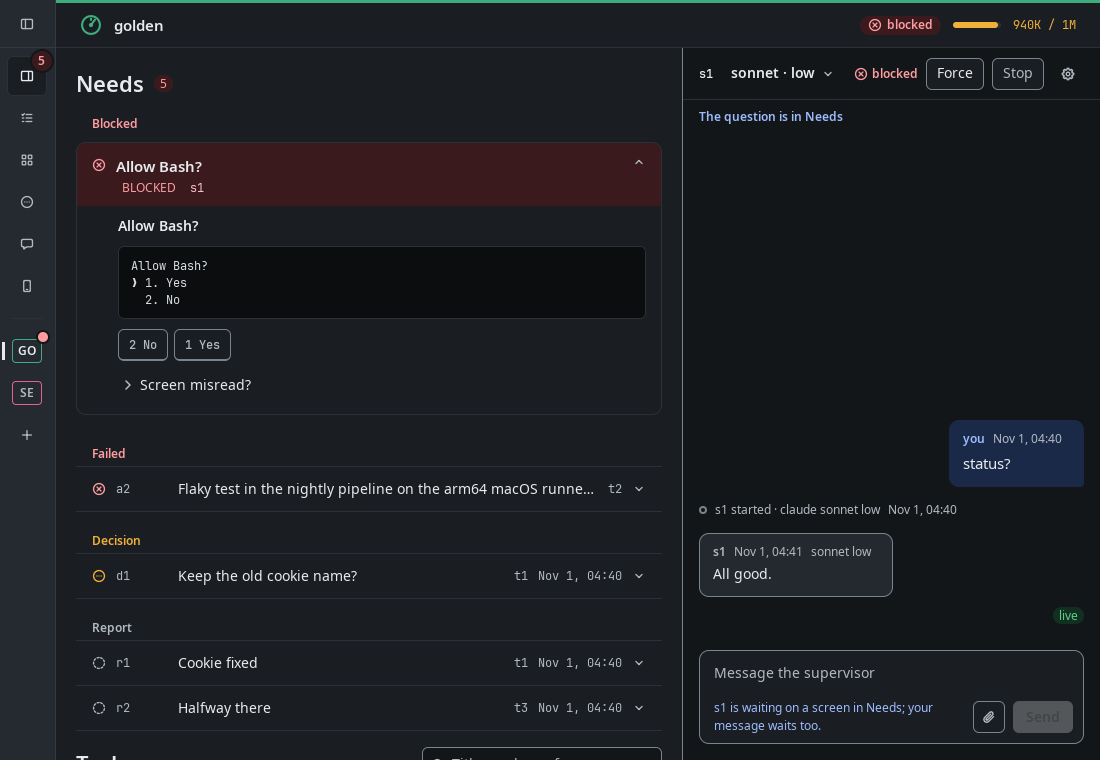 golden
blocked
940K / 1M
5
GO
SE
Needs 5
Blocked
Allow Bash?
BLOCKED s1
Allow Bash?
Allow Bash?
❯ 1. Yes
2. No
2 No 1 Yes
Screen misread?
Failed
a2 Flaky test in the nightly pipeline on the arm64 macOS runne… t2
Decision
d1 Keep the old cookie name? t1 Nov 1, 04:40
Report
r1 Cookie fixed t1 Nov 1, 04:40
r2 Halfway there t3 Nov 1, 04:40
s1 sonnet · low blocked Force Stop
The question is in Needs
you Nov 1, 04:40
status?
s1 started · claude sonnet low Nov 1, 04:40
s1 Nov 1, 04:41 sonnet low
All good.
live
Message the supervisor
s1 is waiting on a screen in Needs; your
message waits too.
Send